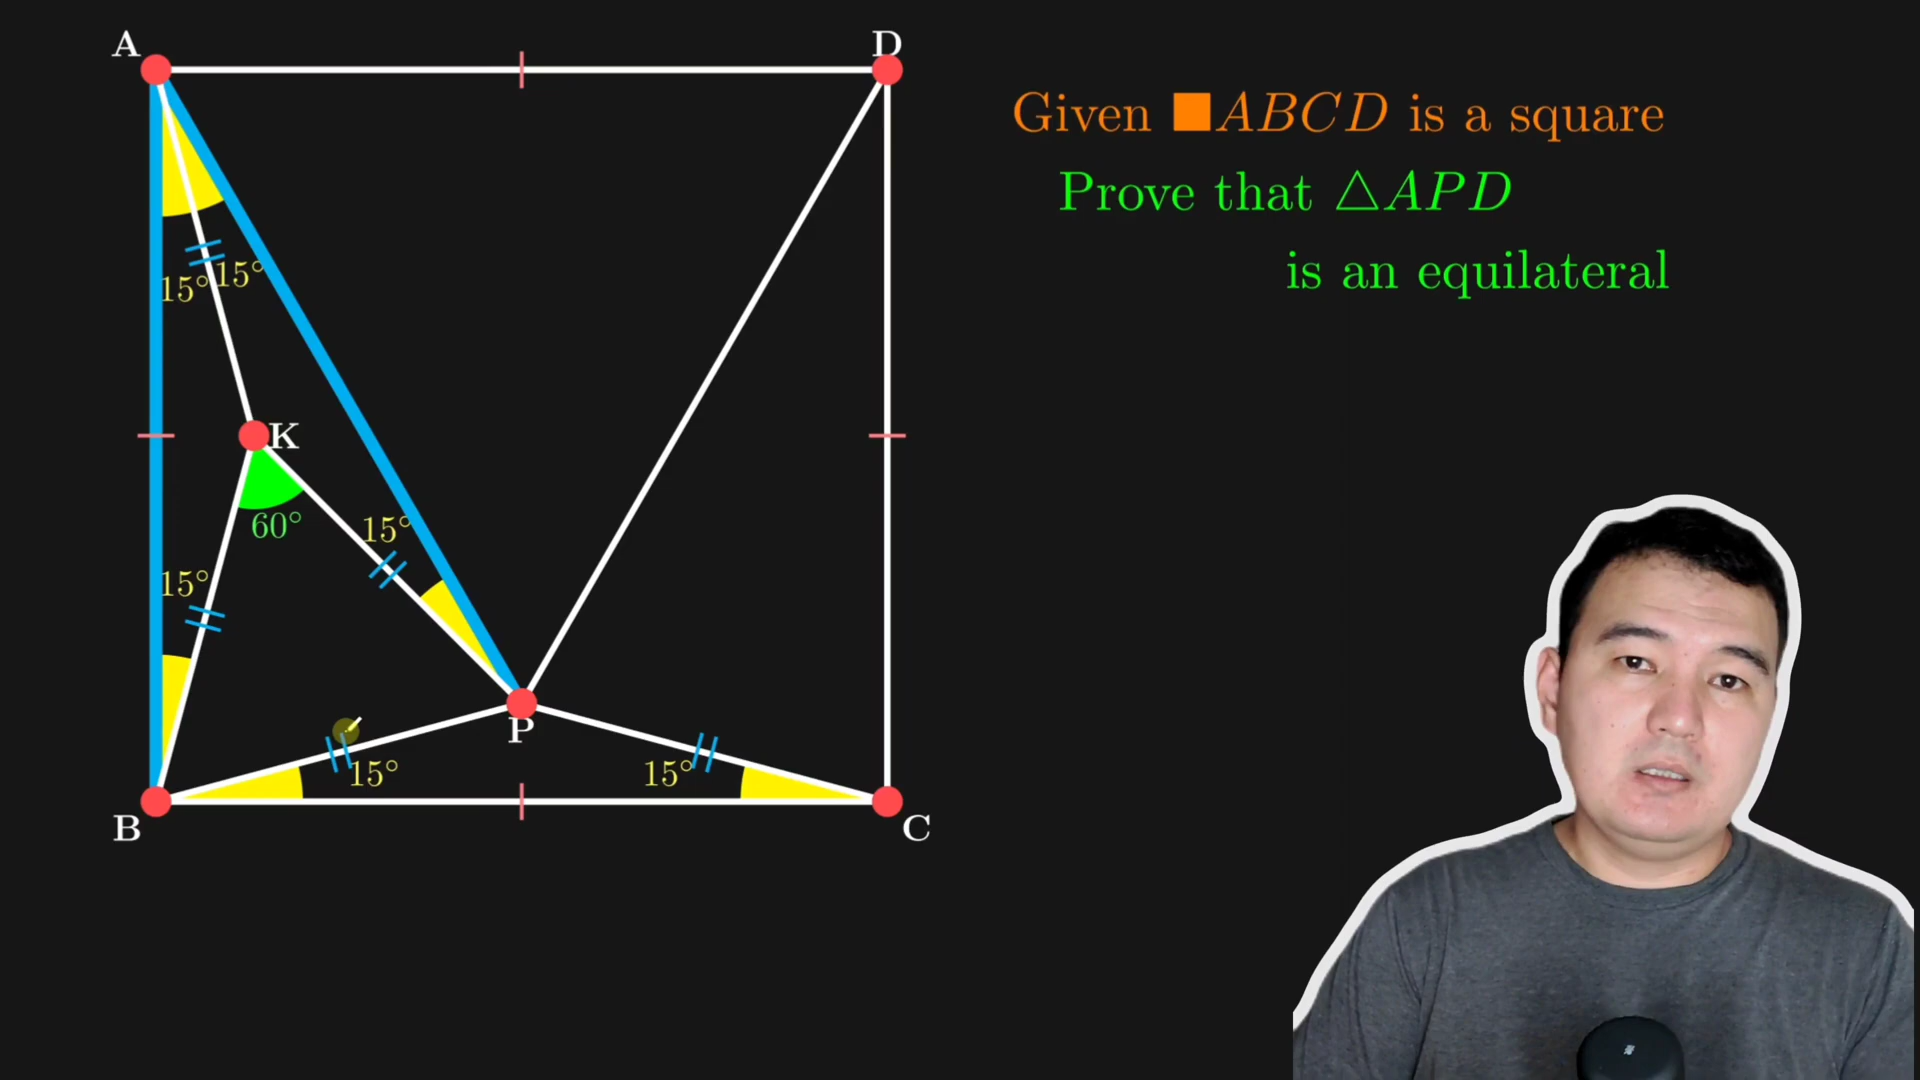 A
D
Given ■ABCD is a square
Prove that △APD
is an equilateral
15°
15°
K
60°
15°
15°
P
15°
15°
B
C